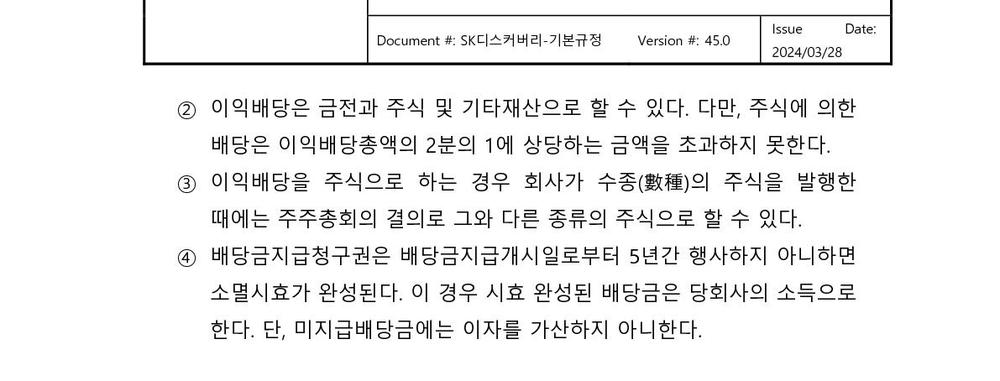 Document #: SK디스커버리-기본규정 Version #: 45.0 Issue Date:
2024/03/28
② 이익배당은 금전과 주식 및 기타재산으로 할 수 있다. 다만, 주식에 의한
배당은 이익배당총액의 2분의 1에 상당하는 금액을 초과하지 못한다.
③ 이익배당을 주식으로 하는 경우 회사가 수종(數種)의 주식을 발행한
때에는 주주총회의 결의로 그와 다른 종류의 주식으로 할 수 있다.
④ 배당금지급청구권은 배당금지급개시일로부터 5년간 행사하지 아니하면
소멸시효가 완성된다. 이 경우 시효 완성된 배당금은 당회사의 소득으로
한다. 단, 미지급배당금에는 이자를 가산하지 아니한다.